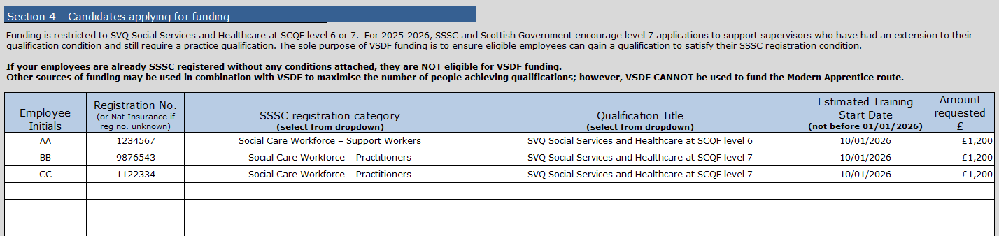 Section 4 - Candidates applying for funding
Funding is restricted to SVQ Social Services and Healthcare at SCQF level 6 or 7.  For 2025-2026, SSSC and Scottish Government encourage level 7 applications to support supervisors who have had an extension to their
qualification condition and still require a practice qualification. The sole purpose of VSDF funding is to ensure eligible employees can gain a qualification to satisfy their SSSC registration condition.
If your employees are already SSSC registered without any conditions attached, they are NOT eligible for VSDF funding.
Other sources of funding may be used in combination with VSDF to maximise the number of people achieving qualifications; however, VSDF CANNOT be used to fund the Modern Apprentice route.
Employee Initials | Registration No. (or Nat Insurance if reg no. unknown) | SSSC registration category (select from dropdown) | Qualification Title (select from dropdown) | Estimated Training Start Date (not before 01/01/2026) | Amount requested £
AA | 1234567 | Social Care Workforce – Support Workers | SVQ Social Services and Healthcare at SCQF level 6 | 10/01/2026 | £1,200
BB | 9876543 | Social Care Workforce – Practitioners | SVQ Social Services and Healthcare at SCQF level 7 | 10/01/2026 | £1,200
CC | 1122334 | Social Care Workforce – Practitioners | SVQ Social Services and Healthcare at SCQF level 7 | 10/01/2026 | £1,200